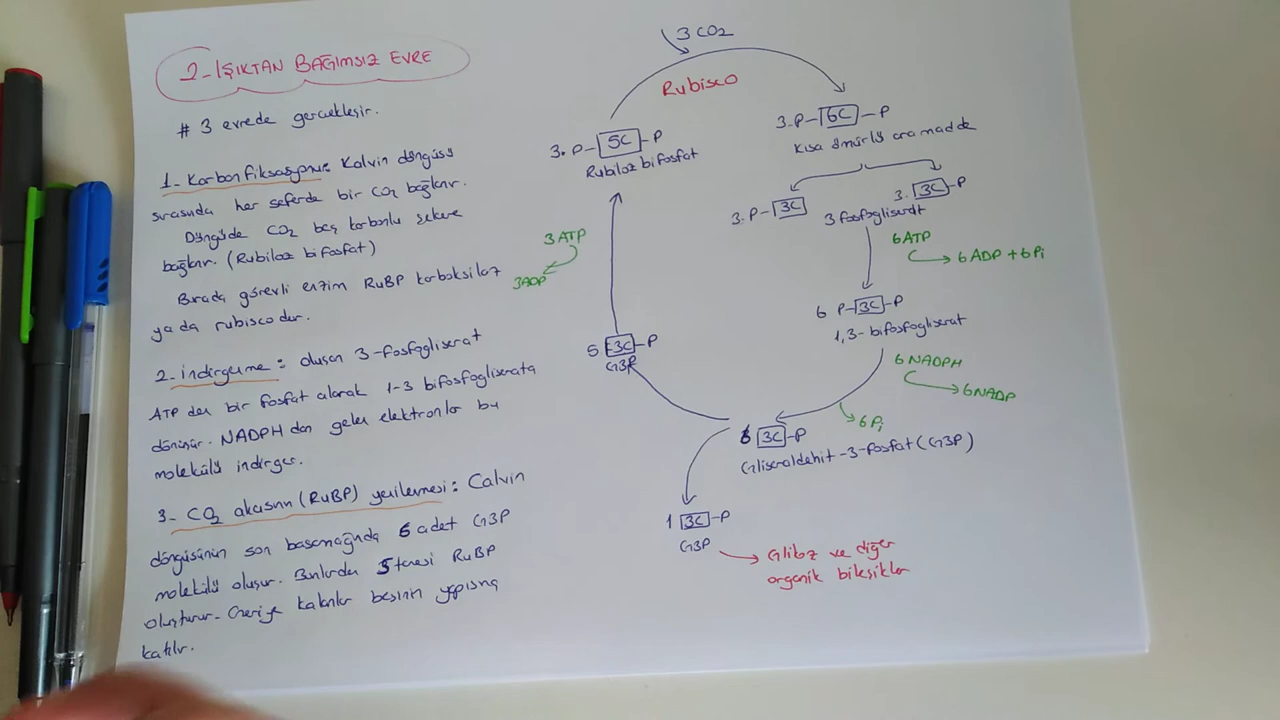 2-IŞIKTAN BAĞIMSIZ EVRE
# 3 evrede gerçekleşir.
1- Karbon fiksasyonu: Kalvin döngüsü
sırasında her seferde bir CO2 bağlanır.
Döngüde CO2 beş karbonlu şekere
bağlanır. (Rubiloz bifosfat)
Burada görevli enzim RuBP karboksilaz
ya da rubiscodur.
2- indirgeme: oluşan 3-fosfogliserat
ATP den bir fosfat alarak 1-3 bifosfogliserata
dönüşür. NADPH dan gelen elektronlar bu
molekülü indirger.
3- CO2 alıcısının (RuBP) yenilenmesi: Calvin
döngüsünün son basamağında 6 adet G3P
molekülü oluşur. Bunlardan 5 tanesi RuBP
oluşturur. Geriye kalanlar besinin yapısına
katılır.
3 CO2
Rubisco
3. P-5C-P
Rubiloz bifosfat
3. P-6C-P
Kısa ömürlü ara madde
3. P-3C
3. 3C-P
3 fosfogliserat
6ATP
6 ADP + 6 Pi
6 P-3C-P
1,3- bifosfogliserat
6 NADPH
6NADP
6Pi
6 3C-P
Gliseraldehit-3-fosfat (G3P)
1 3C-P
G3P
Glikoz ve diğer
organik bileşikler
5 3C-P
G3P
3 ATP
3ADP